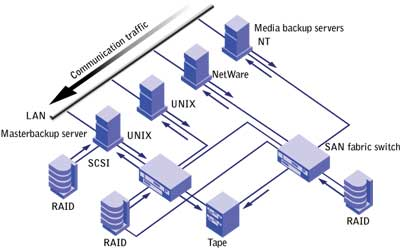 Communication traffic
Media backup servers
NT
NetWare
UNIX
LAN
Masterbackup server
UNIX
SCSI
SAN fabric switch
RAID
RAID
Tape
RAID